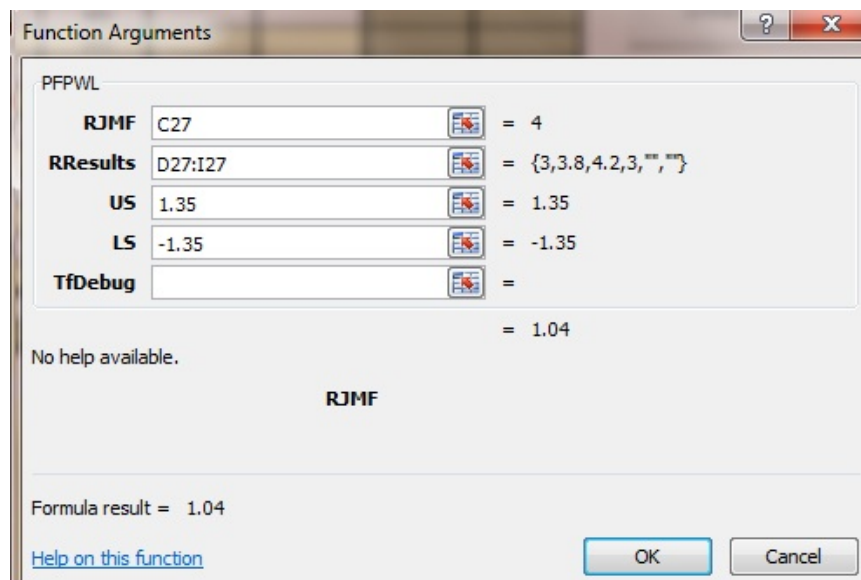 Function Arguments
?
X
PFPWL
RJMF C27 = 4
RResults D27:I27 = {3,3.8,4.2,3,"",""}
US 1.35 = 1.35
LS -1.35 = -1.35
TfDebug =
= 1.04
No help available.
RJMF
Formula result = 1.04
Help on this function
OK Cancel